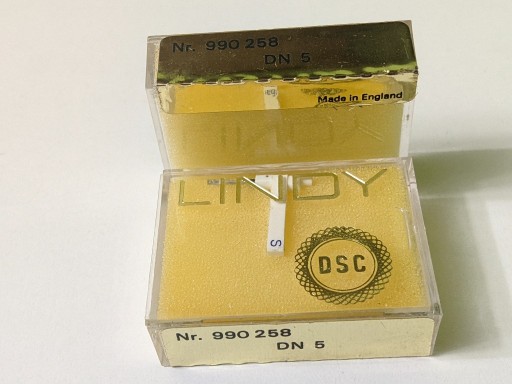 Nr. 990 258
DN 5
Made in England
LINDY
S
DSC
Nr. 990 258
DN 5